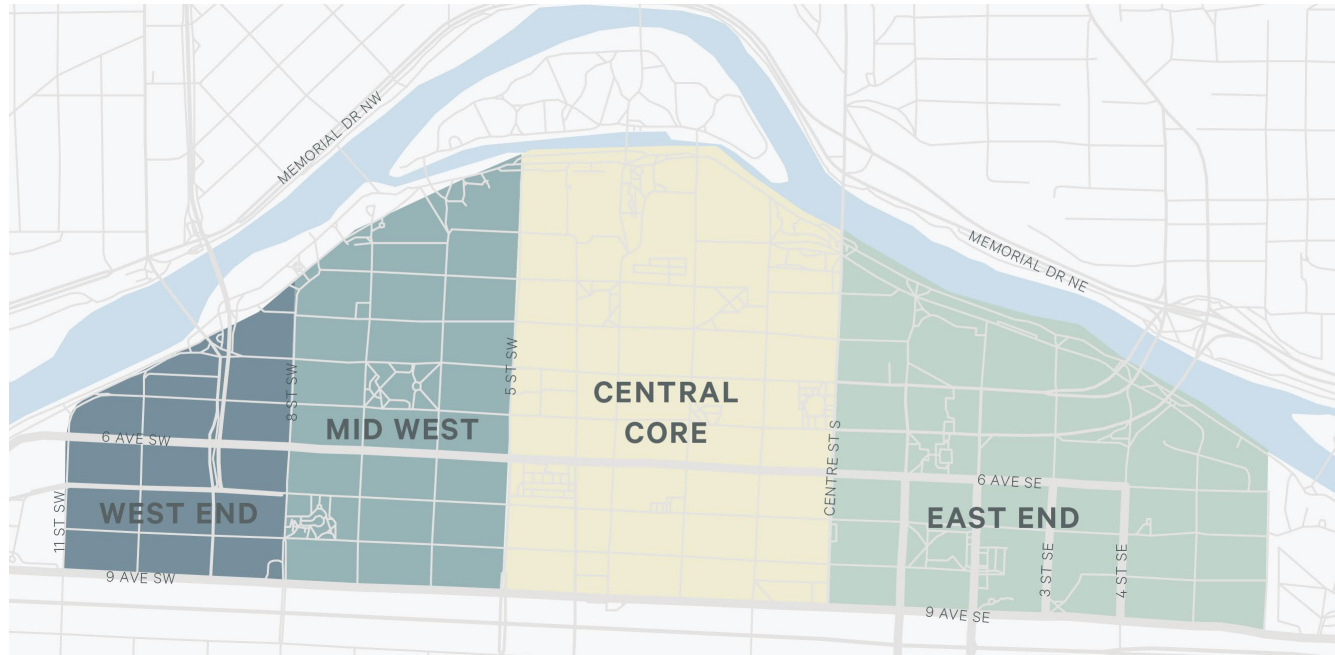 MEMORIAL DR NW
MEMORIAL DR NE
5 ST SW
8 ST SW
CENTRAL
CORE
MID WEST
6 AVE SW
CENTRE ST S
6 AVE SE
WEST END
EAST END
11 ST SW
3 ST SE
4 ST SE
9 AVE SW
9 AVE SE